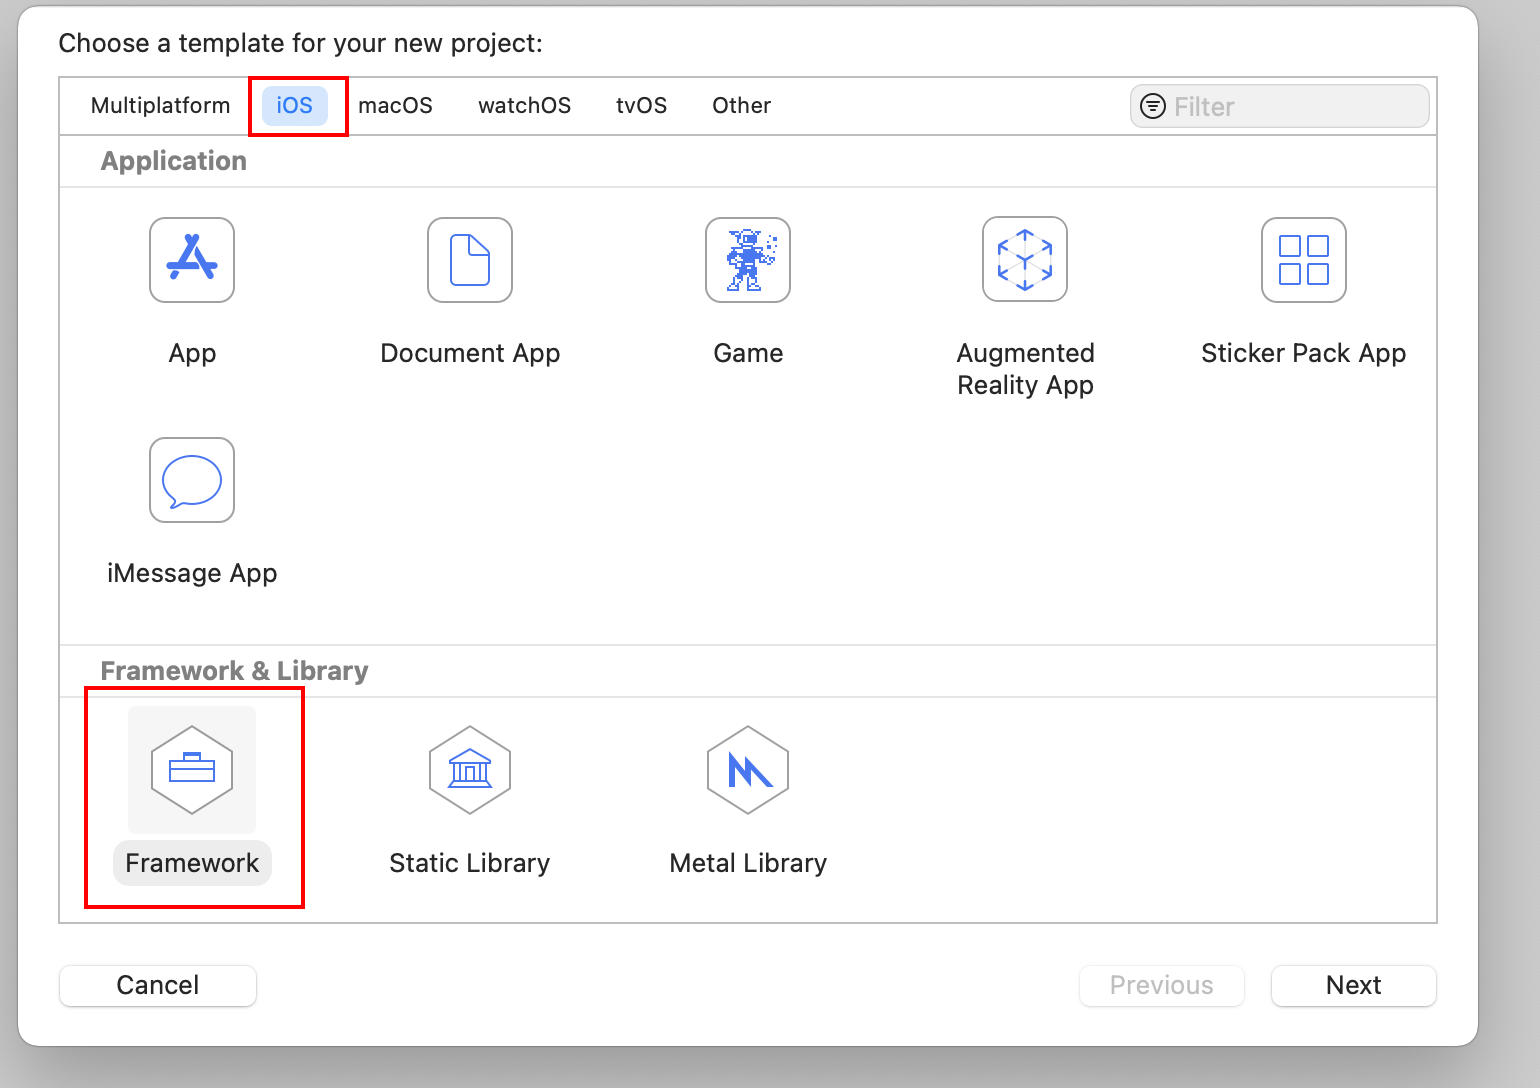 Choose a template for your new project:
Multiplatform iOS macOS watchOS tvOS Other Filter
Application
App Document App Game Augmented Reality App Sticker Pack App
iMessage App
Framework & Library
Framework Static Library Metal Library
Cancel Previous Next